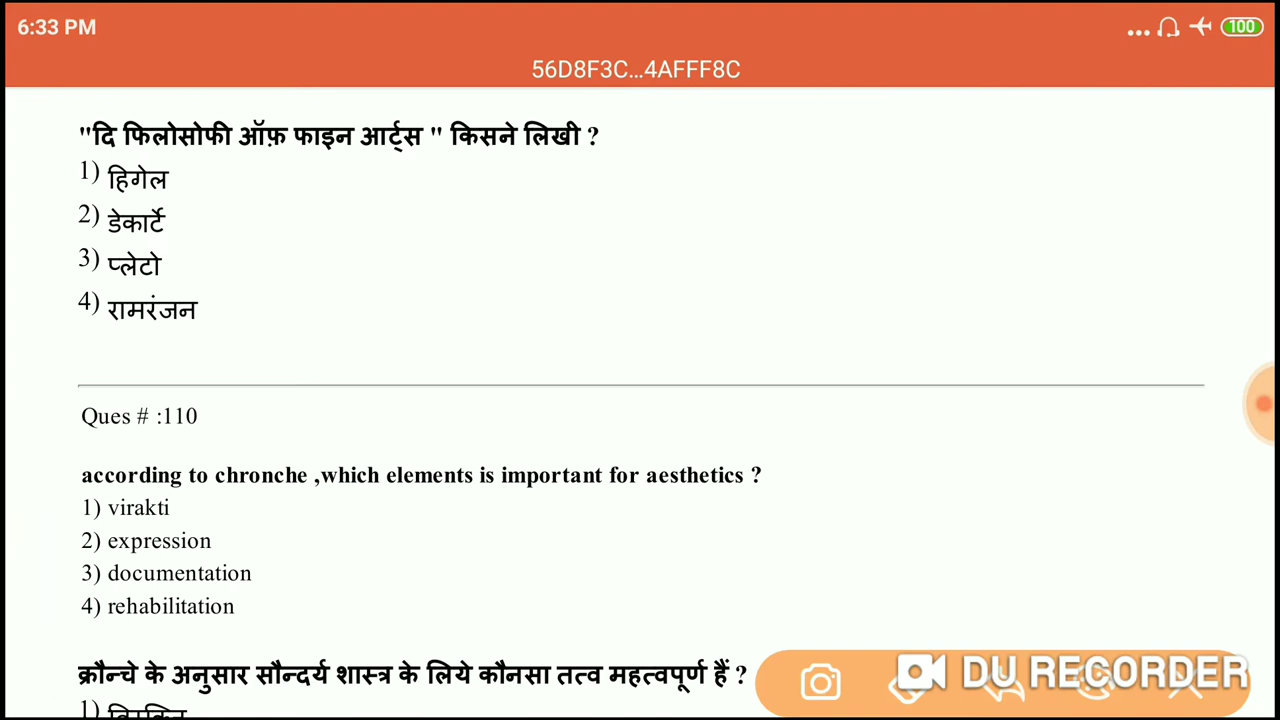 6:33 PM
100
56D8F3C...4AFFF8C
"दि फिलोसोफी ऑफ़ फाइन आर्ट्स " किसने लिखी ?
1) हिगेल
2) डेकार्टे
3) प्लेटो
4) रामरंजन
Ques # :110
according to chronche ,which elements is important for aesthetics ?
1) virakti
2) expression
3) documentation
4) rehabilitation
क्रौन्चे के अनुसार सौन्दर्य शास्त्र के लिये कौनसा तत्व महत्वपूर्ण हैं ?
DU RECORDER
1)